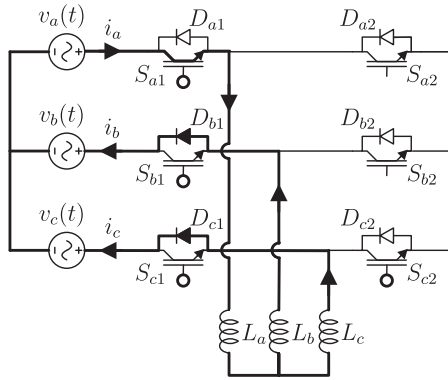 v_a(t) i_a D_{a1} D_{a2}
S_{a1} S_{a2}
v_b(t) i_b D_{b1} D_{b2}
S_{b1} S_{b2}
v_c(t) i_c D_{c1} D_{c2}
S_{c1} S_{c2}
L_a L_b L_c